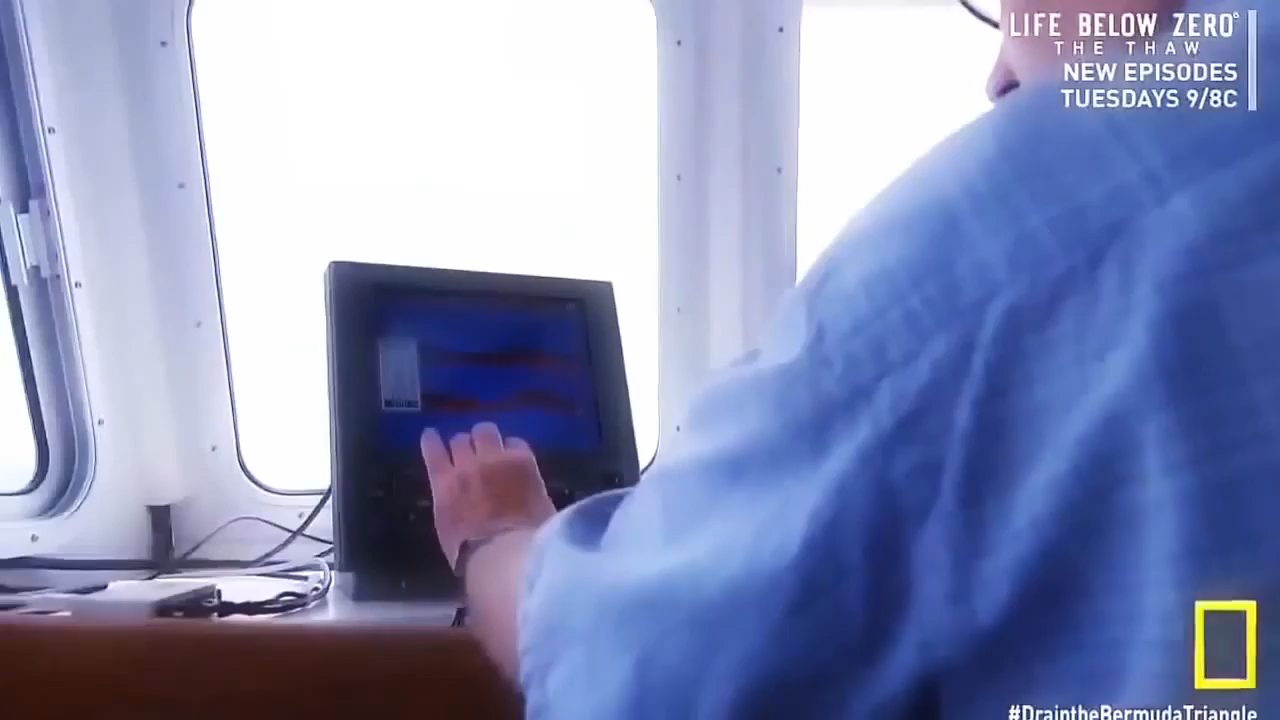 LIFE BELOW ZERO°
THE THAW
NEW EPISODES
TUESDAYS 9/8C
#DraintheBermudaTriangle